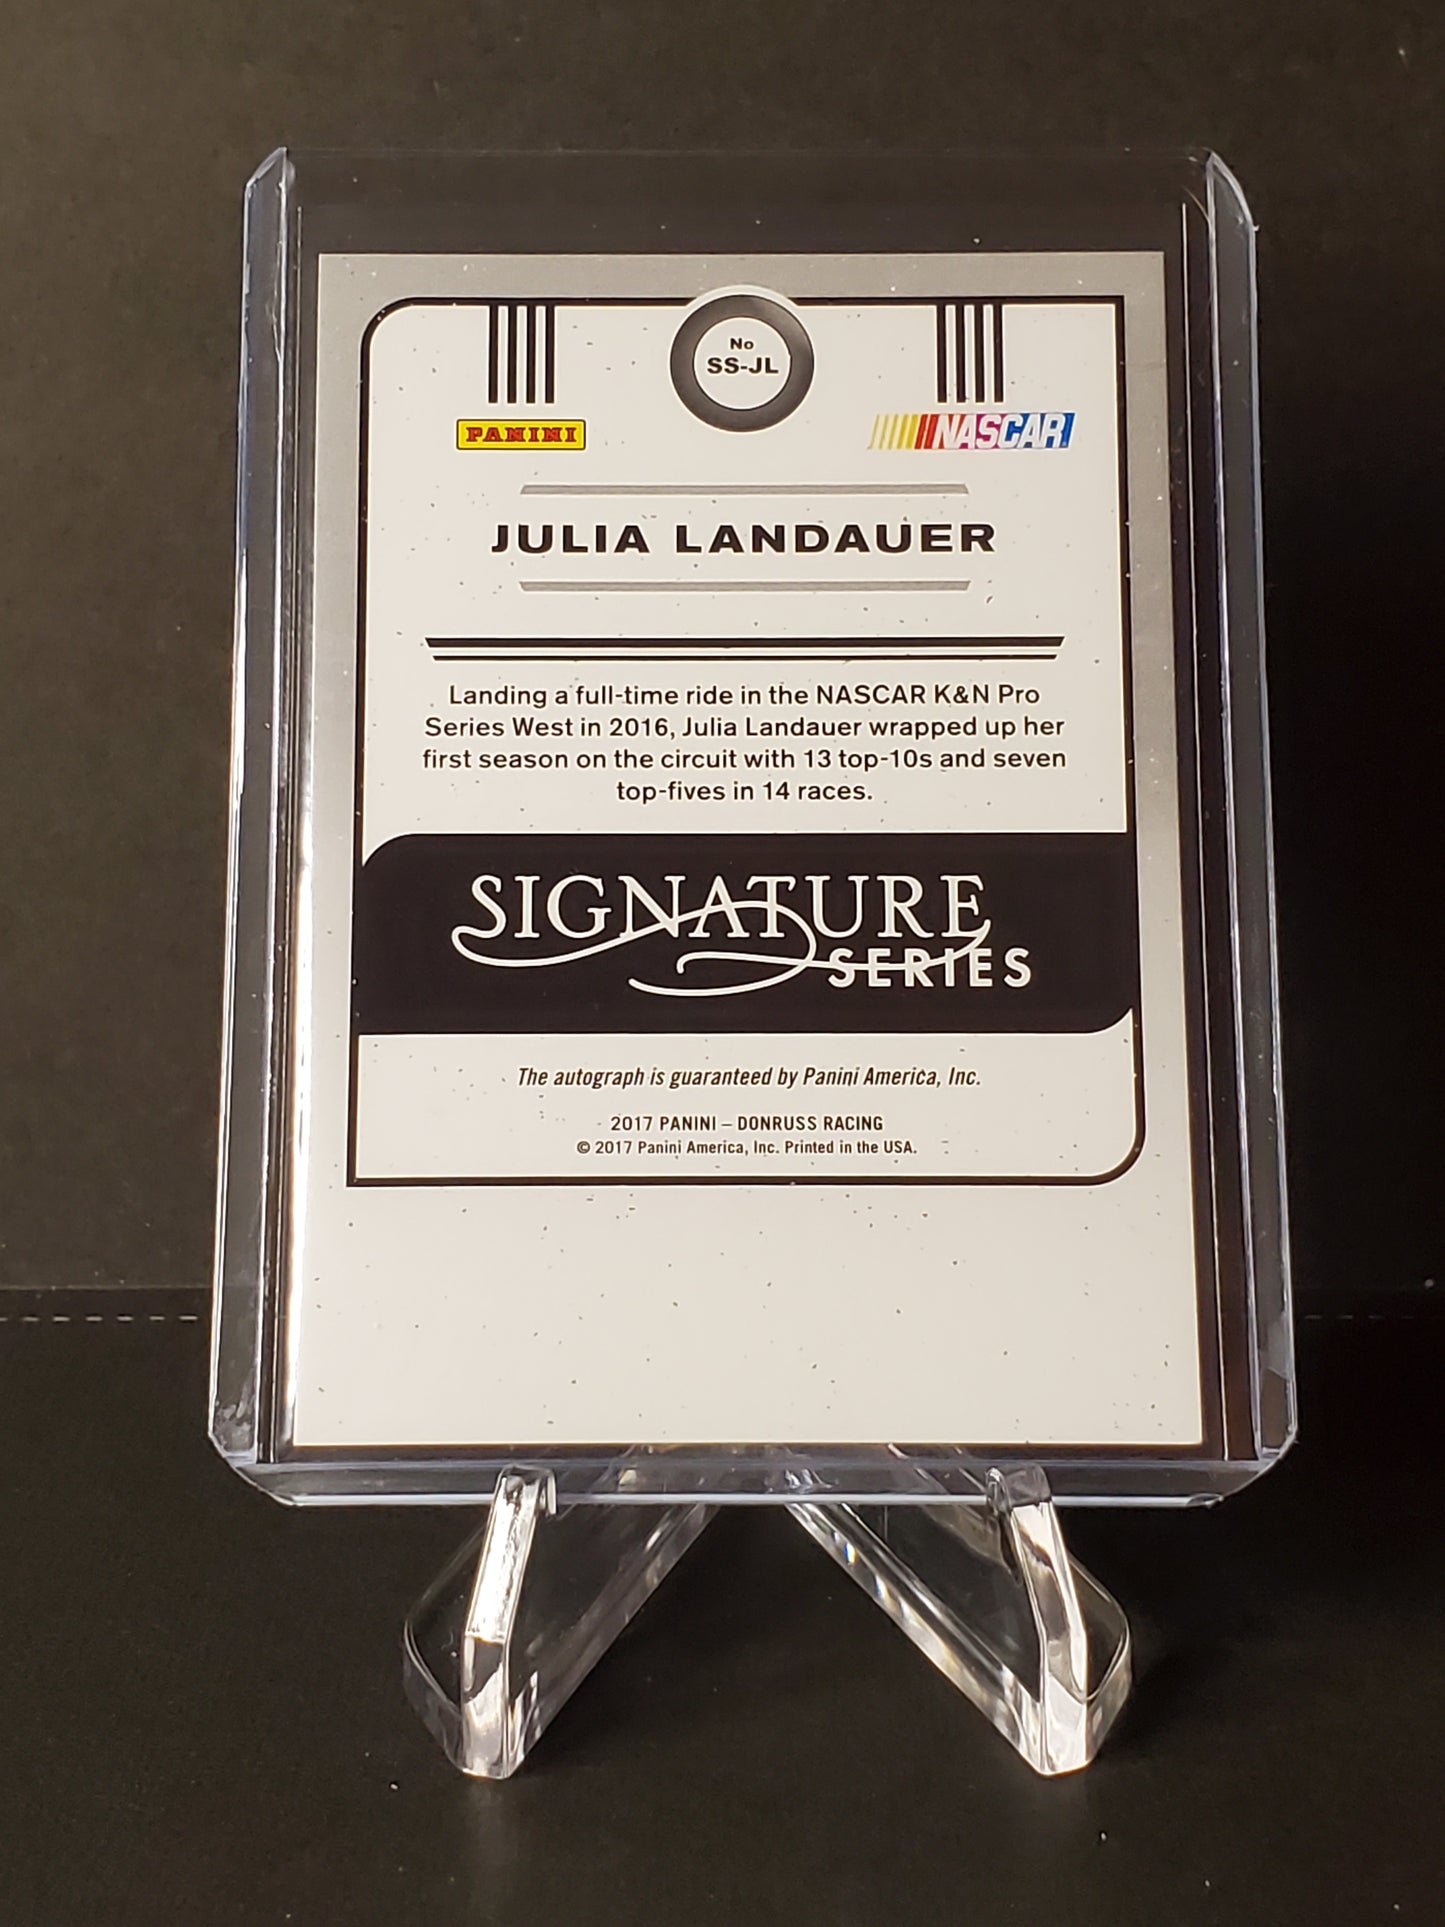 No
SS-JL
PANINI
NASCAR
JULIA LANDAUER
Landing a full-time ride in the NASCAR K&N Pro
Series West in 2016, Julia Landauer wrapped up her
first season on the circuit with 13 top-10s and seven
top-fives in 14 races.
SIGNATURE
SERIES
The autograph is guaranteed by Panini America, Inc.
2017 PANINI – DONRUSS RACING
© 2017 Panini America, Inc. Printed in the USA.